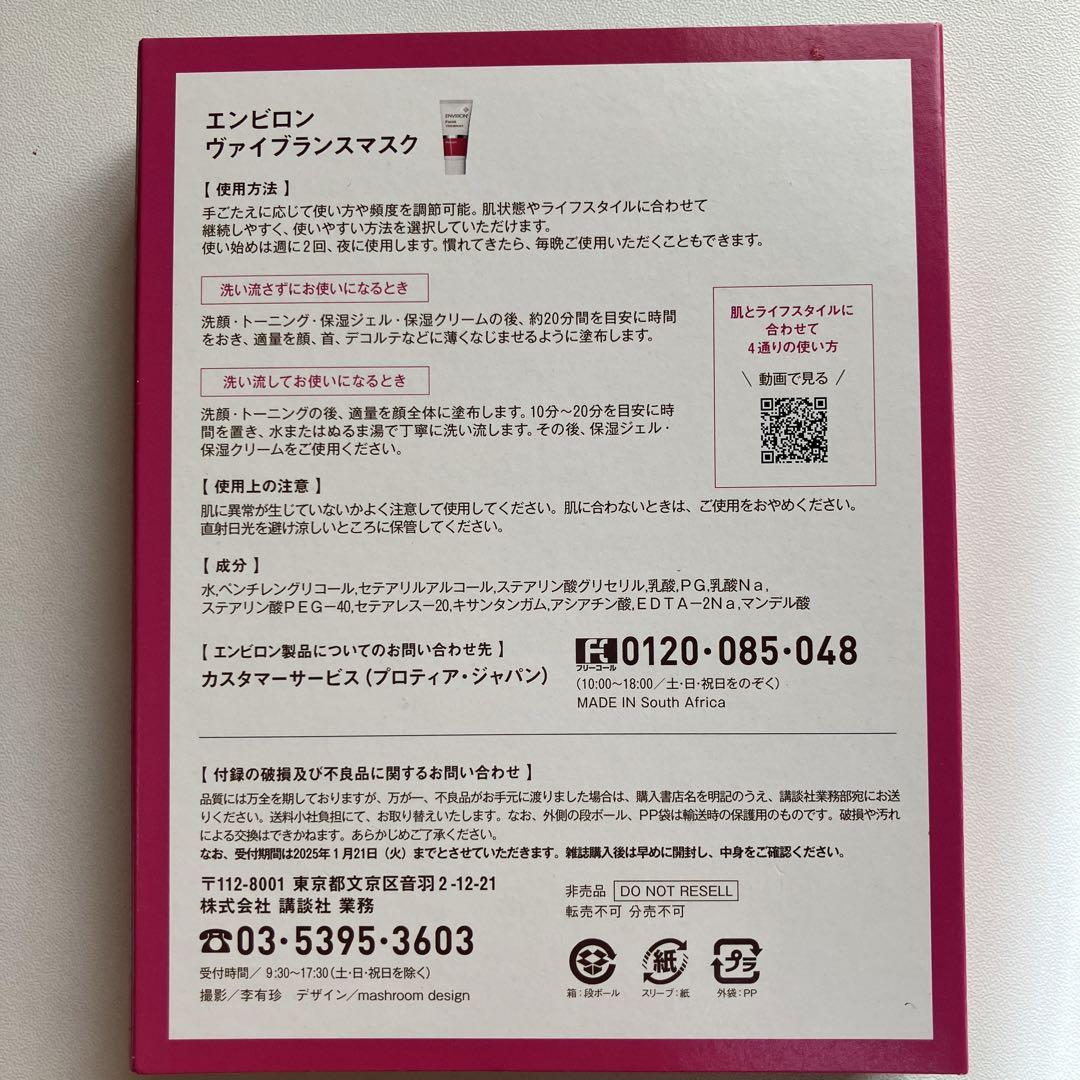 エンビロン
ヴァイブランスマスク
ENVIRON
【 使用方法 】
手ごたえに応じて使い方や頻度を調節可能。肌状態やライフスタイルに合わせて
継続しやすく、使いやすい方法を選択していただけます。
使い始めは週に2回、夜に使用します。慣れてきたら、毎晩ご使用いただくこともできます。
洗い流さずにお使いになるとき
洗顔・トーニング・保湿ジェル・保湿クリームの後、約20分間を目安に時間
をおき、適量を顔、首、デコルテなどに薄くなじませるように塗布します。
洗い流してお使いになるとき
洗顔・トーニングの後、適量を顔全体に塗布します。10分〜20分を目安に時
間を置き、水またはぬるま湯で丁寧に洗い流します。その後、保湿ジェル・
保湿クリームをご使用ください。
肌とライフスタイルに
合わせて
4通りの使い方
\ 動画で見る /
【 使用上の注意 】
肌に異常が生じていないかよく注意して使用してください。肌に合わないときは、ご使用をおやめください。
直射日光を避け涼しいところに保管してください。
【 成分 】
水,ペンチレングリコール,セテアリルアルコール,ステアリン酸グリセリル,乳酸,PG,乳酸Na,
ステアリン酸PEG−40,セテアレス−20,キサンタンガム,アシアチン酸,EDTA−2Na,マンデル酸
【 エンビロン製品についてのお問い合わせ先 】
カスタマーサービス(プロティア・ジャパン)
フリーコール 0120・085・048
(10:00〜18:00/土・日・祝日をのぞく)
MADE IN South Africa
【 付録の破損及び不良品に関するお問い合わせ 】
品質には万全を期しておりますが、万が一、不良品がお手元に渡りました場合は、購入書店名を明記のうえ、講談社業務部宛にお送
りください。送料小社負担にて、お取り替えいたします。なお、外側の段ボール、PP袋は輸送時の保護用のものです。破損や汚れ
による交換はできかねます。あらかじめご了承ください。
なお、受付期間は2025年1月21日(火)までとさせていただきます。雑誌購入後は早めに開封し、中身をご確認ください。
〒112-8001 東京都文京区音羽2-12-21
株式会社 講談社 業務
☎03・5395・3603
受付時間/ 9:30〜17:30(土・日・祝日を除く)
撮影/李有珍 デザイン/mashroom design
非売品 DO NOT RESELL
転売不可 分売不可
紙 プラ
箱:段ボール スリーブ:紙 外袋:PP